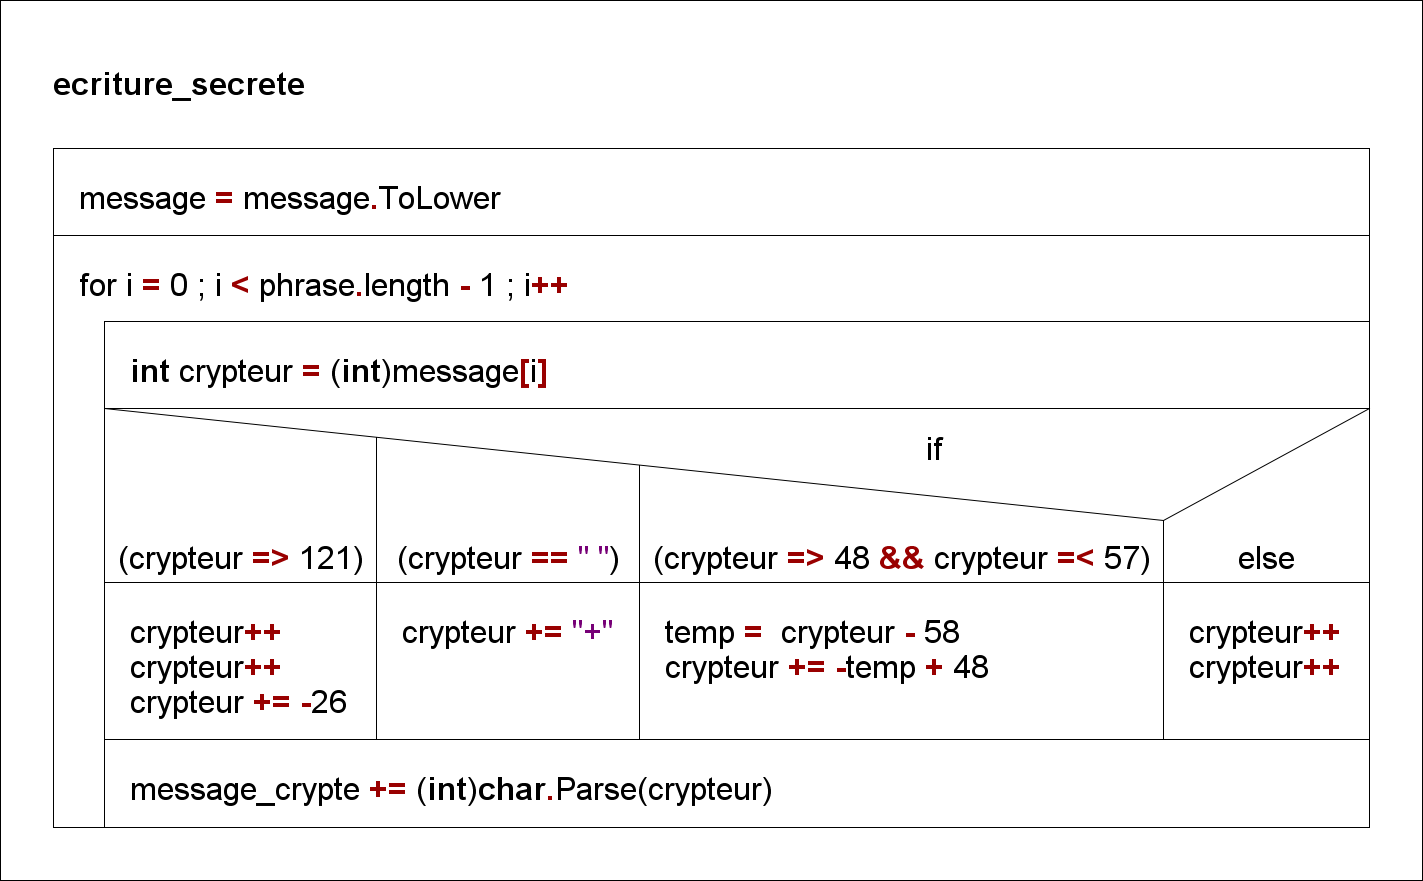 ecriture_secrete
message = message.ToLower
for i = 0 ; i < phrase.length - 1 ; i++
int crypteur = (int)message[i]
if
(crypteur => 121)
(crypteur == " ")
(crypteur => 48 && crypteur =< 57)
else
crypteur++
crypteur++
crypteur += -26
crypteur += "+"
temp = crypteur - 58
crypteur += -temp + 48
crypteur++
crypteur++
message_crypte += (int)char.Parse(crypteur)